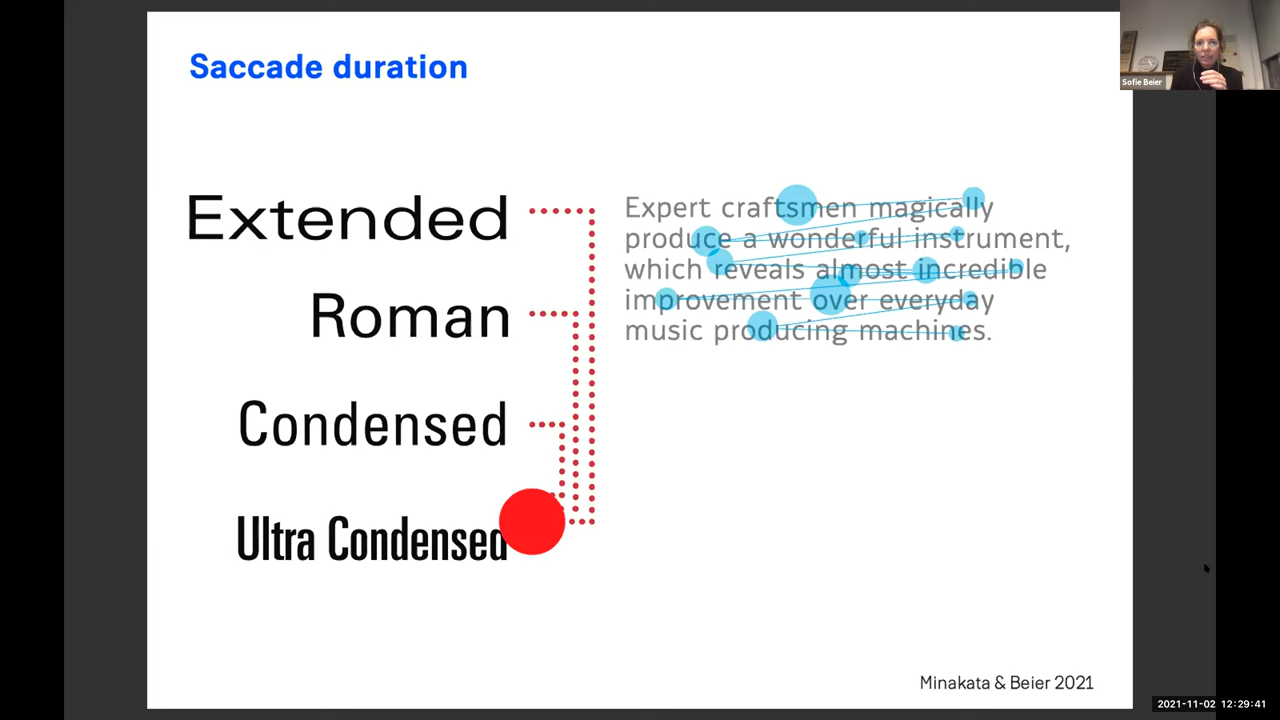 Saccade duration
Sofie Beier
Extended
Roman
Condensed
Ultra Condensed
Expert craftsmen magically
produce a wonderful instrument,
which reveals almost incredible
improvement over everyday
music producing machines.
Minakata & Beier 2021
2021-11-02 12:29:41